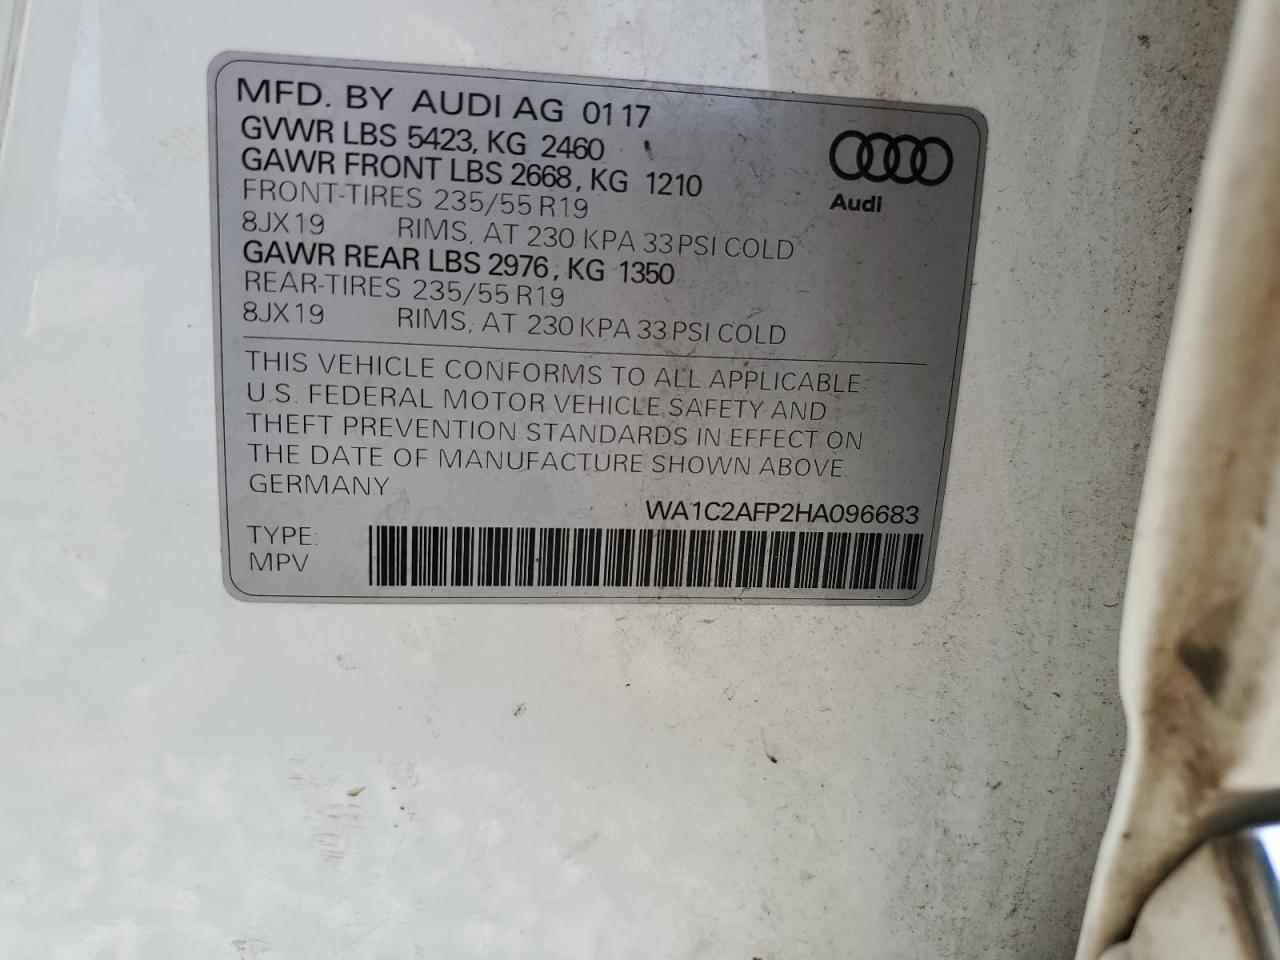 MFD. BY AUDI AG 01 17
GVWR LBS 5423, KG 2460
GAWR FRONT LBS 2668, KG 1210
FRONT-TIRES 235/55 R19
8JX19 RIMS, AT 230 KPA 33 PSI COLD
GAWR REAR LBS 2976, KG 1350
REAR-TIRES 235/55 R19
8JX19 RIMS, AT 230 KPA 33 PSI COLD
Audi
THIS VEHICLE CONFORMS TO ALL APPLICABLE
U.S. FEDERAL MOTOR VEHICLE SAFETY AND
THEFT PREVENTION STANDARDS IN EFFECT ON
THE DATE OF MANUFACTURE SHOWN ABOVE.
GERMANY
WA1C2AFP2HA096683
TYPE:
MPV